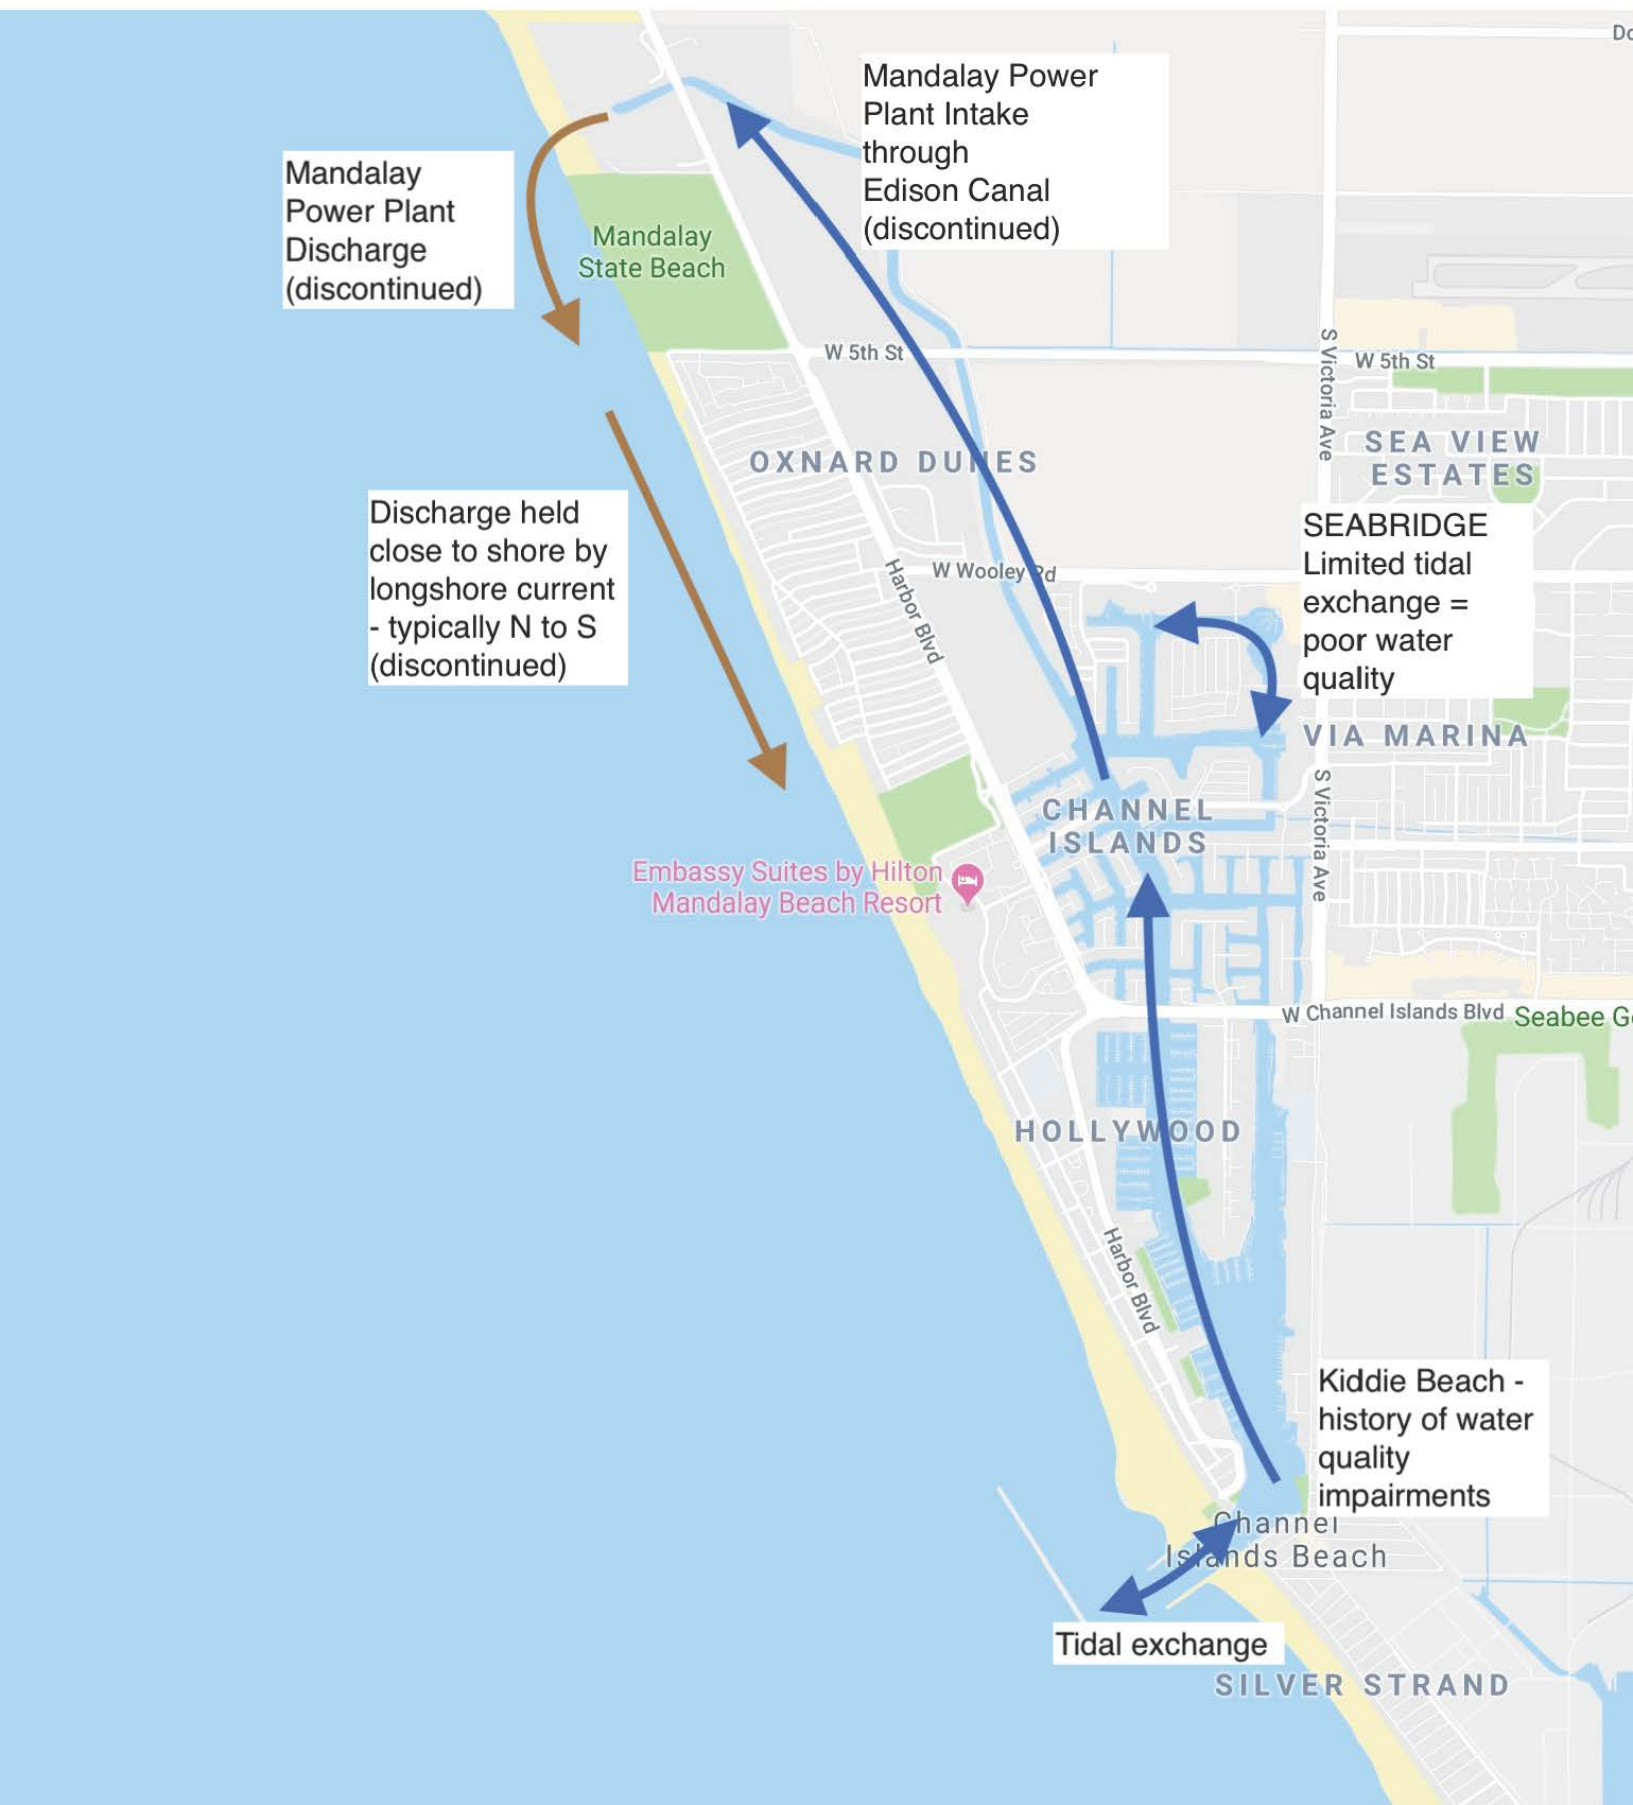 Do
Mandalay Power
Plant Intake
through
Edison Canal
(discontinued)
Mandalay
Power Plant
Discharge
(discontinued)
Mandalay
State Beach
W 5th St
S Victoria Ave
W 5th St
OXNARD DUNES
SEA VIEW
ESTATES
Discharge held
close to shore by
longshore current
- typically N to S
(discontinued)
SEABRIDGE
Limited tidal
exchange =
poor water
quality
Harbor Blvd
W Wooley Rd
VIA MARINA
S Victoria Ave
CHANNEL
ISLANDS
Embassy Suites by Hilton
Mandalay Beach Resort
W Channel Islands Blvd
Seabee G
HOLLYWOOD
Harbor Blvd
Kiddie Beach -
history of water
quality
impairments
Channel
Islands Beach
Tidal exchange
SILVER STRAND